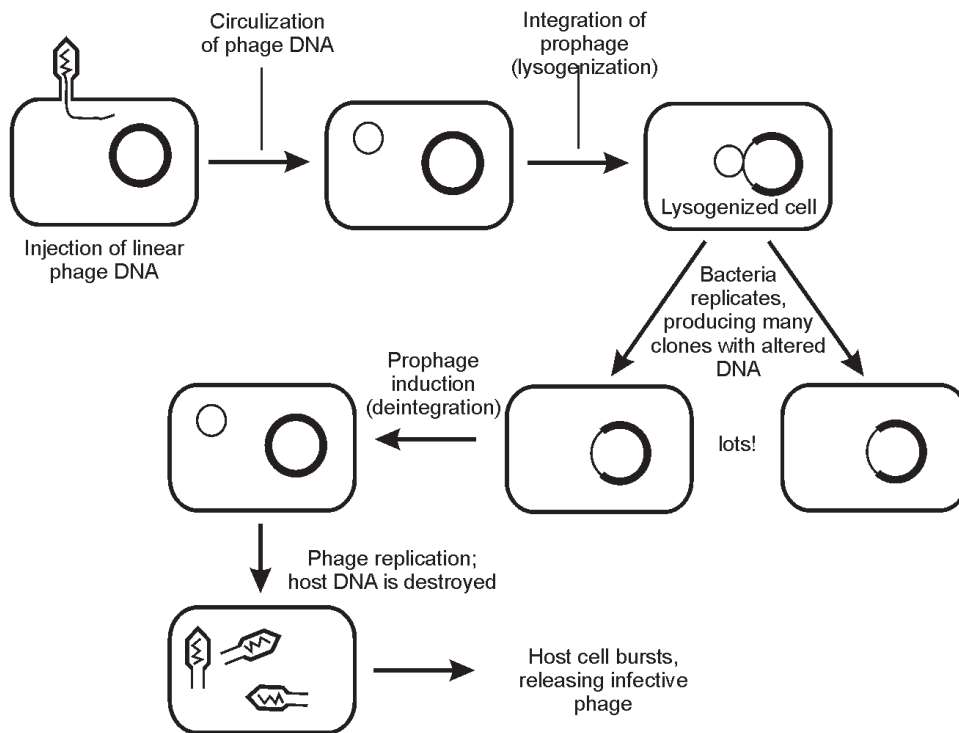 Circulization
of phage DNA
Integration of
prophage
(lysogenization)
Injection of linear
phage DNA
Lysogenized cell
Bacteria
replicates,
producing many
clones with altered
DNA
Prophage
induction
(deintegration)
lots!
Phage replication;
host DNA is destroyed
Host cell bursts,
releasing infective
phage